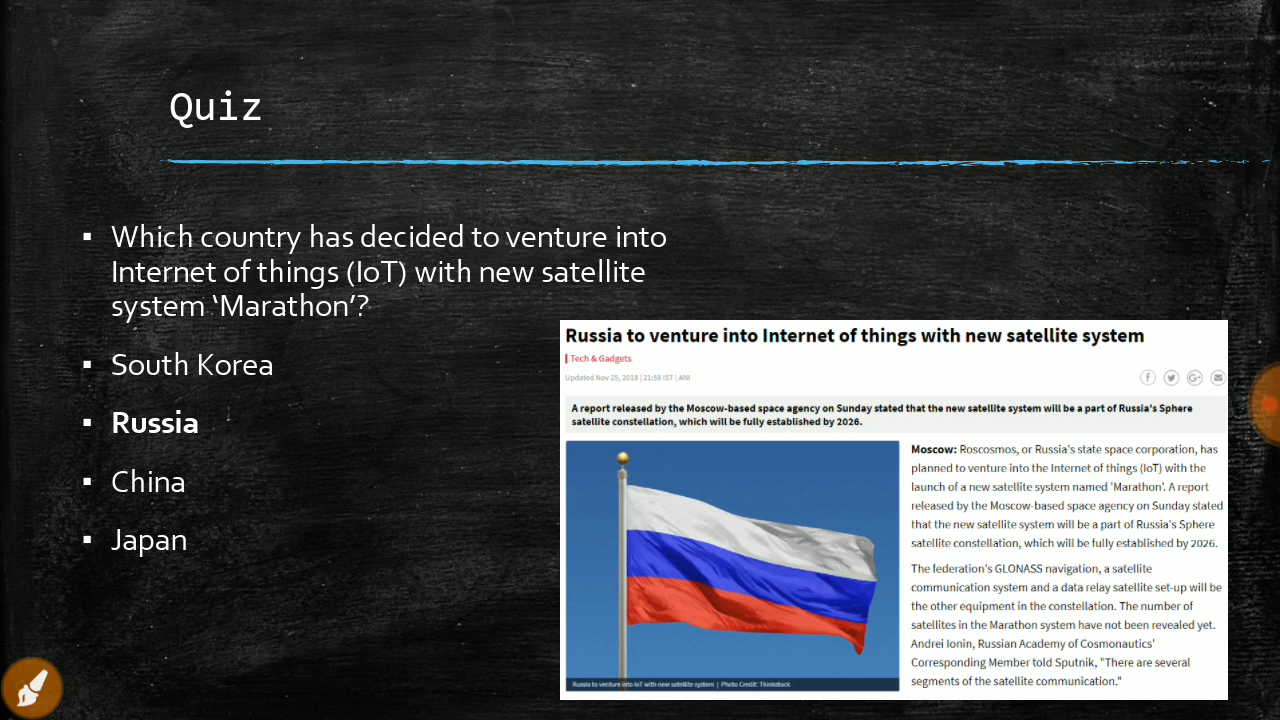 Quiz
▪ Which country has decided to venture into
Internet of things (IoT) with new satellite
system ‘Marathon’?
▪ South Korea
▪ Russia
▪ China
▪ Japan
Russia to venture into Internet of things with new satellite system
Tech & Gadgets
Updated Nov 25, 2018 | 21:58 IST | ANI
A report released by the Moscow-based space agency on Sunday stated that the new satellite system will be a part of Russia's Sphere
satellite constellation, which will be fully established by 2026.
Moscow: Roscosmos, or Russia's state space corporation, has
planned to venture into the Internet of things (IoT) with the
launch of a new satellite system named 'Marathon'. A report
released by the Moscow-based space agency on Sunday stated
that the new satellite system will be a part of Russia's Sphere
satellite constellation, which will be fully established by 2026.
The federation's GLONASS navigation, a satellite
communication system and a data relay satellite set-up will be
the other equipment in the constellation. The number of
satellites in the Marathon system have not been revealed yet.
Andrei Ionin, Russian Academy of Cosmonautics'
Corresponding Member told Sputnik, "There are several
segments of the satellite communication."
Russia to venture into IoT with new satellite system | Photo Credit: Thinkstock